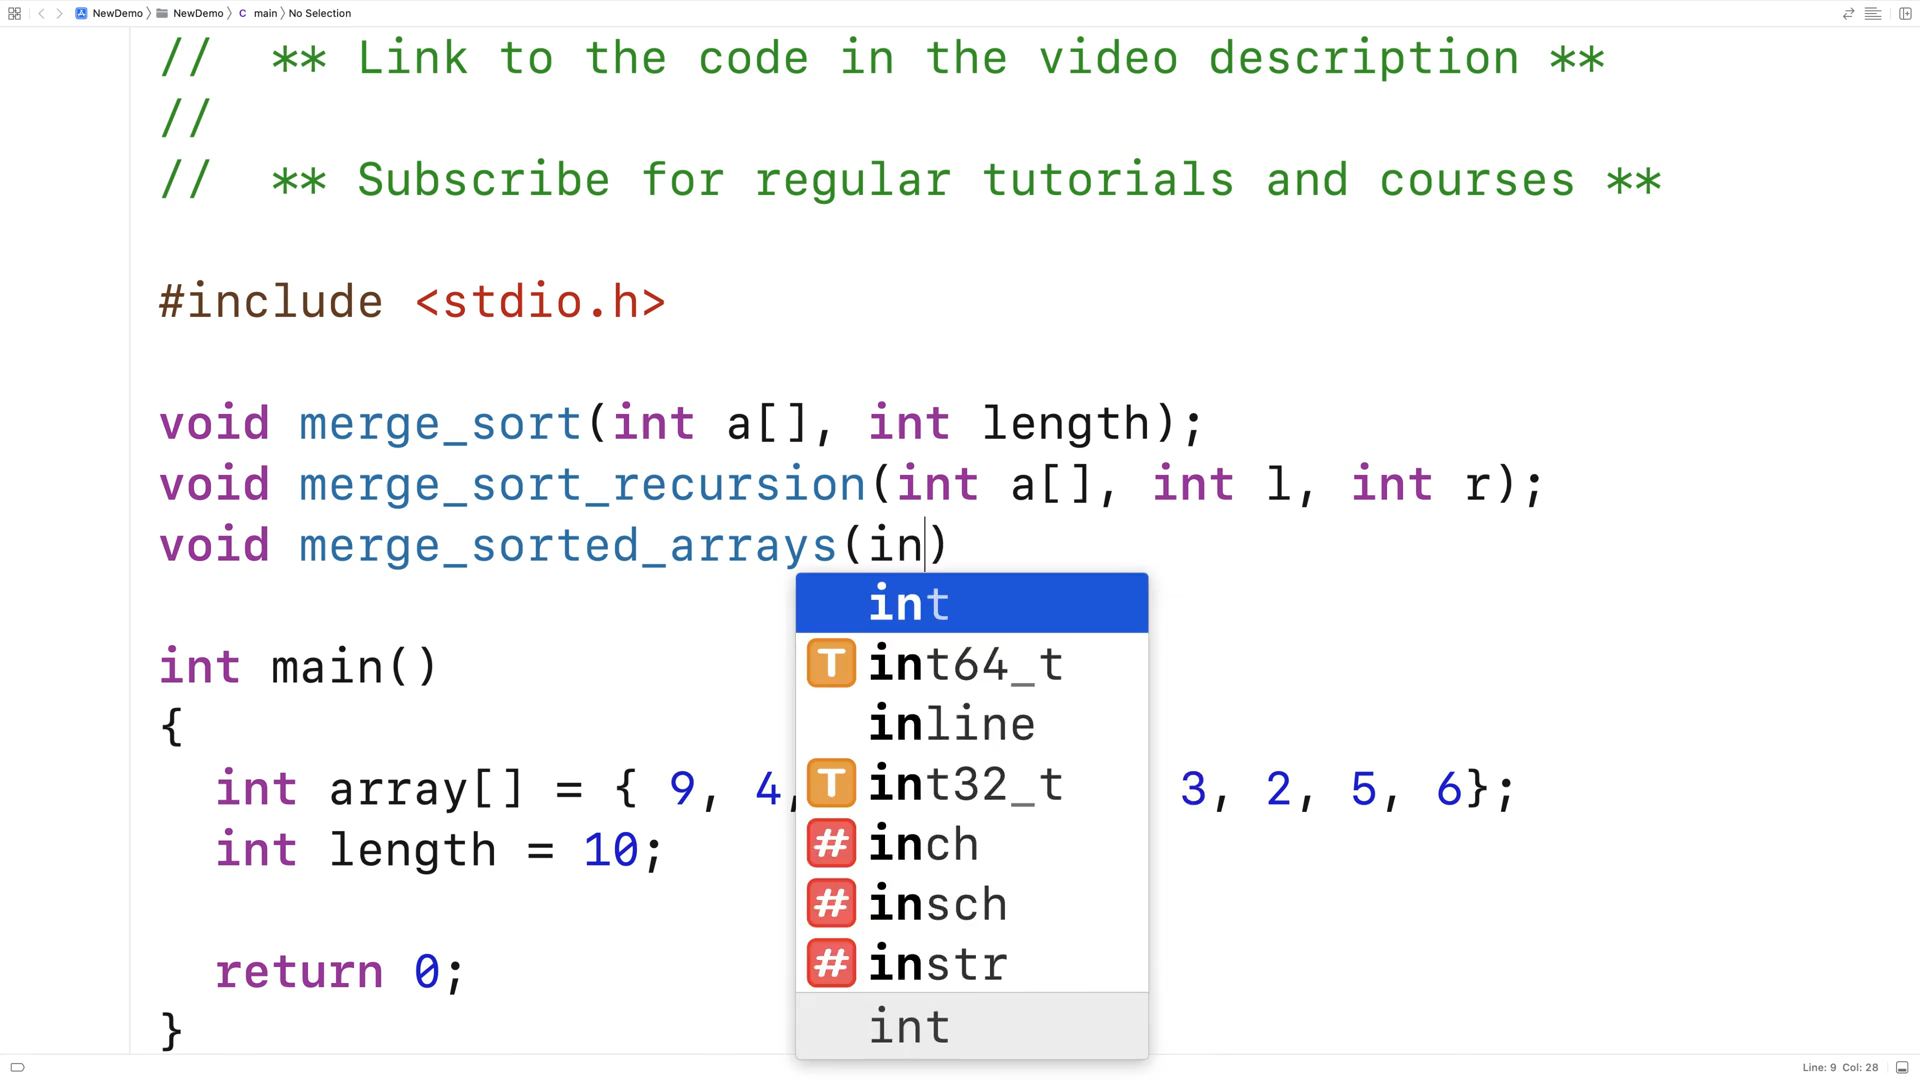 NewDemo NewDemo C main No Selection
// ** Link to the code in the video description **
//
// ** Subscribe for regular tutorials and courses **
#include <stdio.h>
void merge_sort(int a[], int length);
void merge_sort_recursion(int a[], int l, int r);
void merge_sorted_arrays(in)
int
T int64_t
inline
T int32_t
# inch
# insch
# instr
int
int main()
{
int array[] = { 9, 4, 3, 2, 5, 6};
int length = 10;
return 0;
}
Line: 9 Col: 28